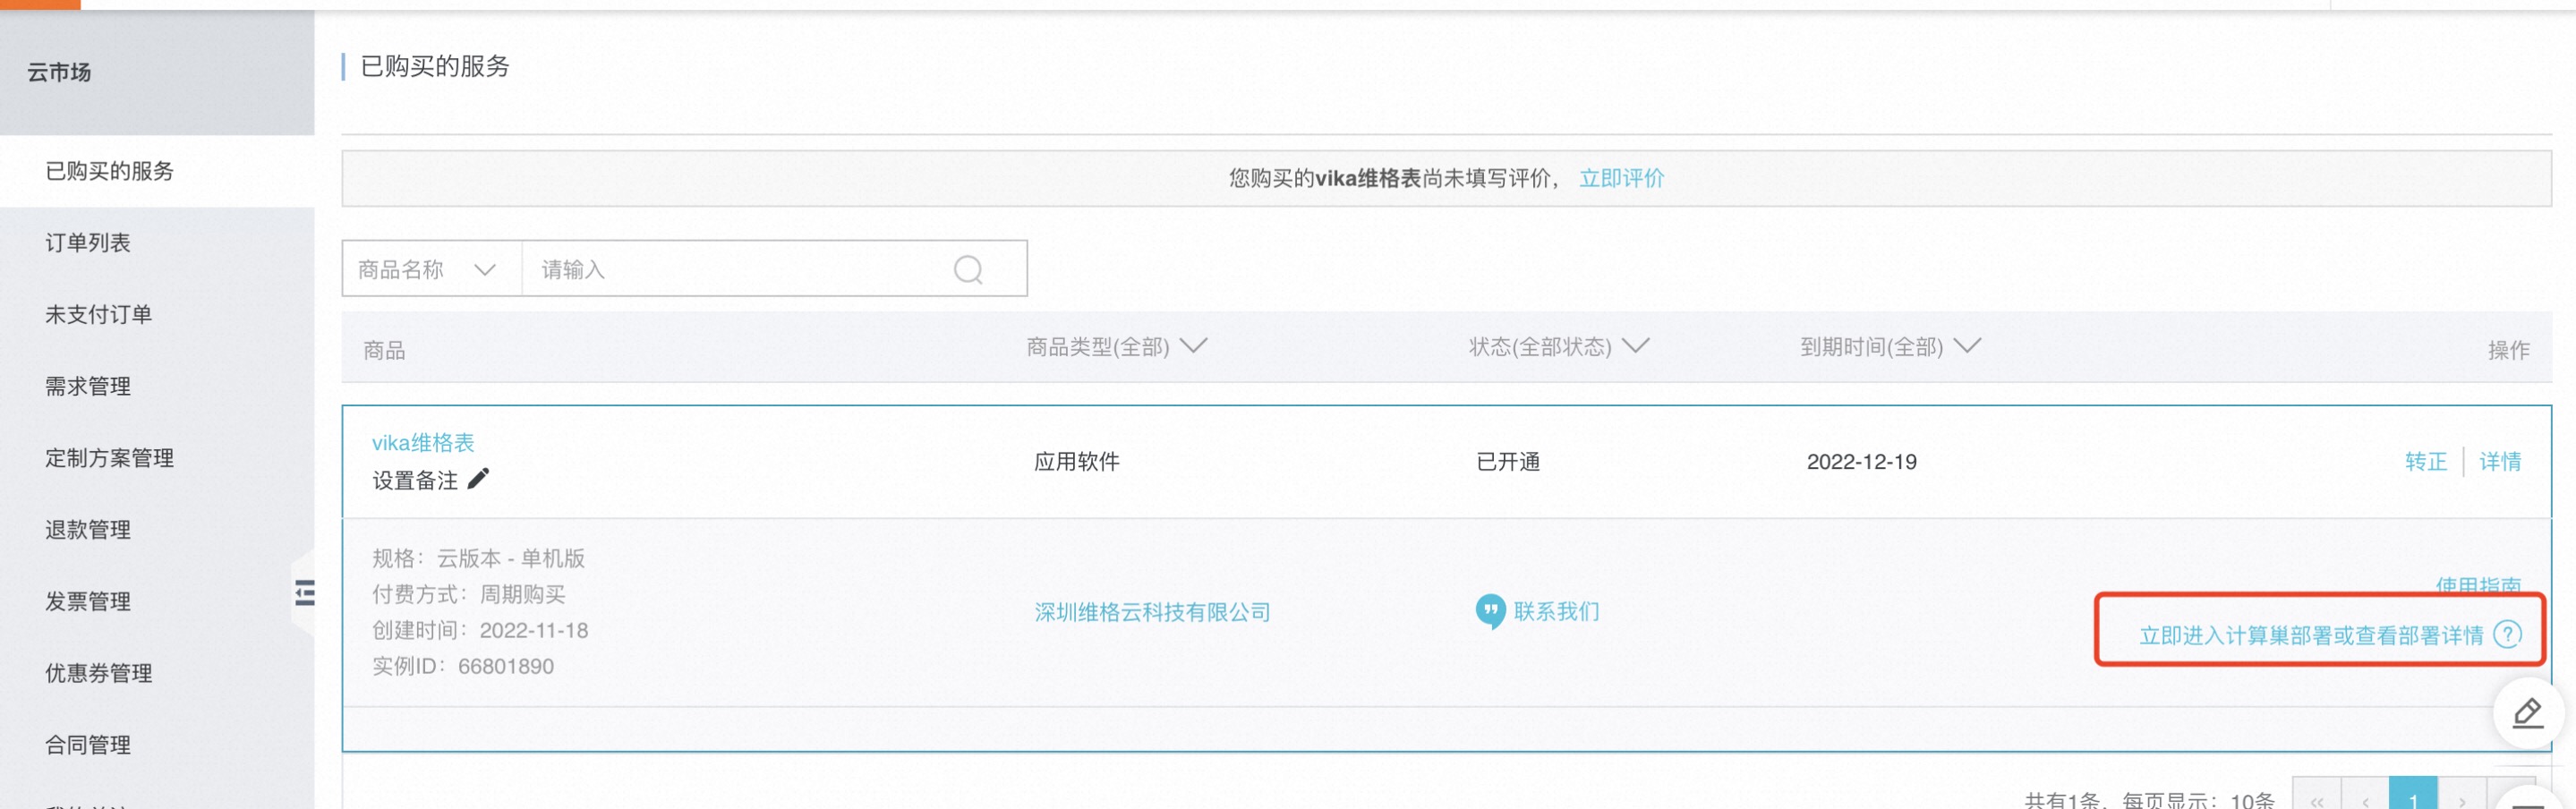 云市场
已购买的服务
订单列表
未支付订单
需求管理
定制方案管理
退款管理
发票管理
优惠券管理
合同管理
已购买的服务
您购买的vika维格表尚未填写评价， 立即评价
商品名称 请输入
商品 商品类型(全部) 状态(全部状态) 到期时间(全部) 操作
vika维格表
设置备注
应用软件 已开通 2022-12-19 转正 详情
规格：云版本 - 单机版
付费方式：周期购买
创建时间：2022-11-18
实例ID：66801890
深圳维格云科技有限公司 联系我们
使用指南
立即进入计算巢部署或查看部署详情 ?
共有1条，每页显示：10条 « ‹ 1 ›